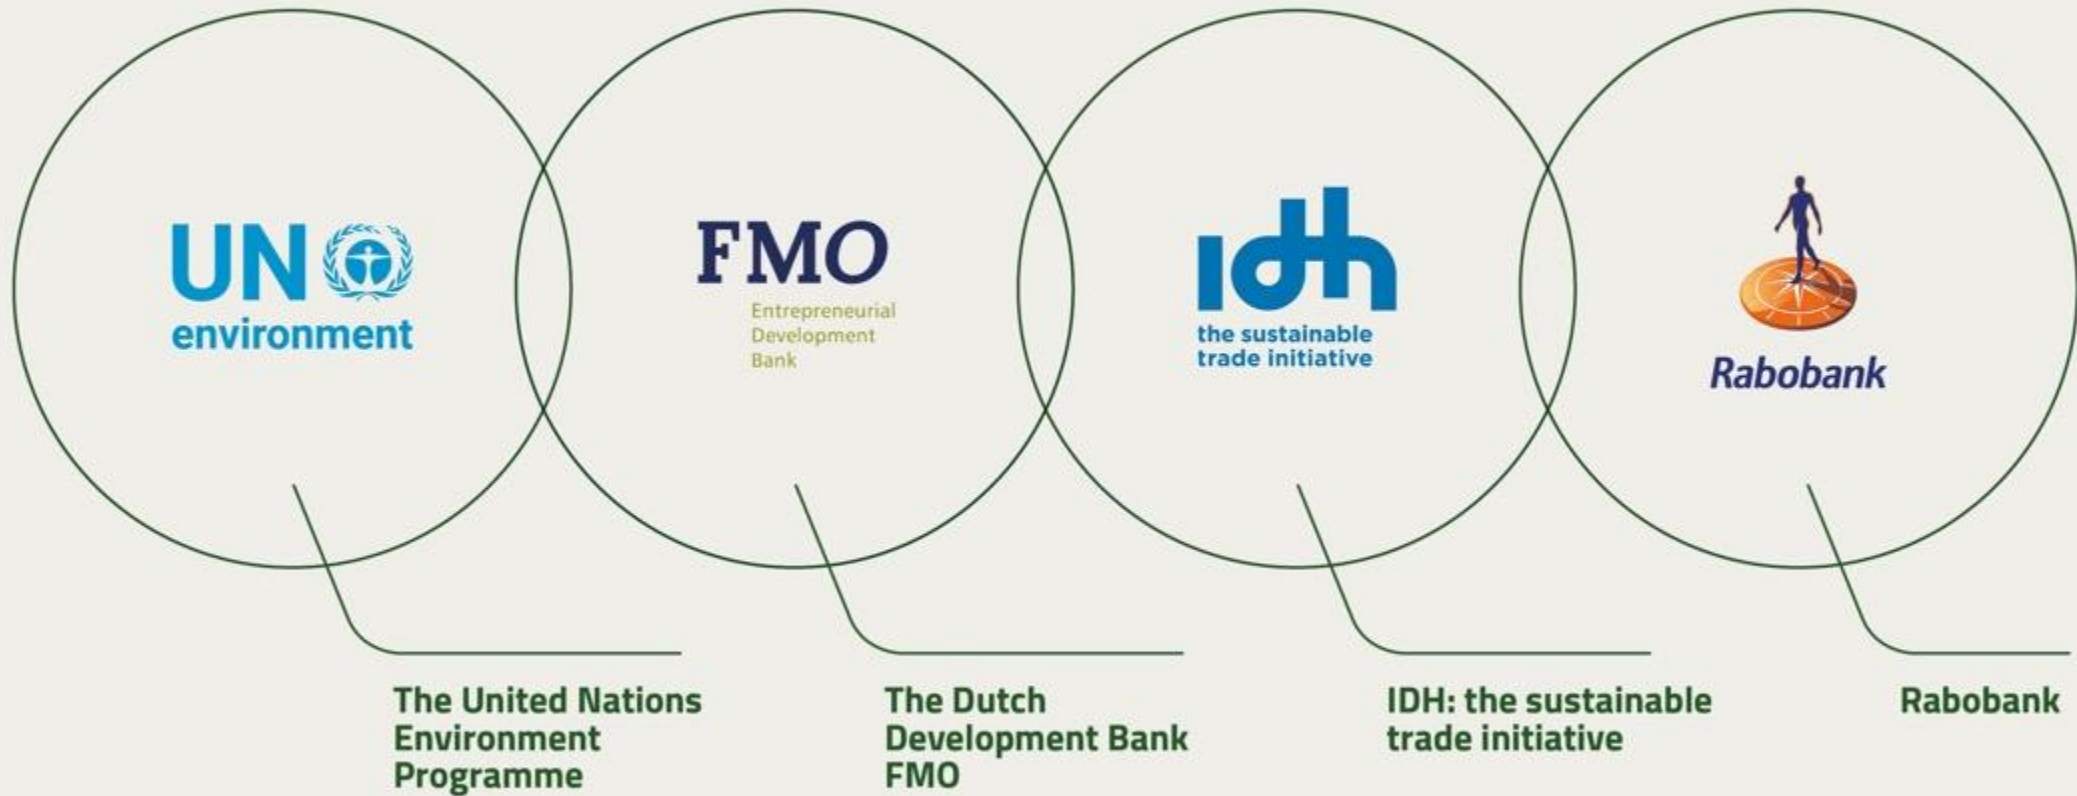 UN
environment
FMO
Entrepreneurial
Development
Bank
idh
the sustainable
trade initiative
Rabobank
The United Nations
Environment
Programme
The Dutch
Development Bank
FMO
IDH: the sustainable
trade initiative
Rabobank